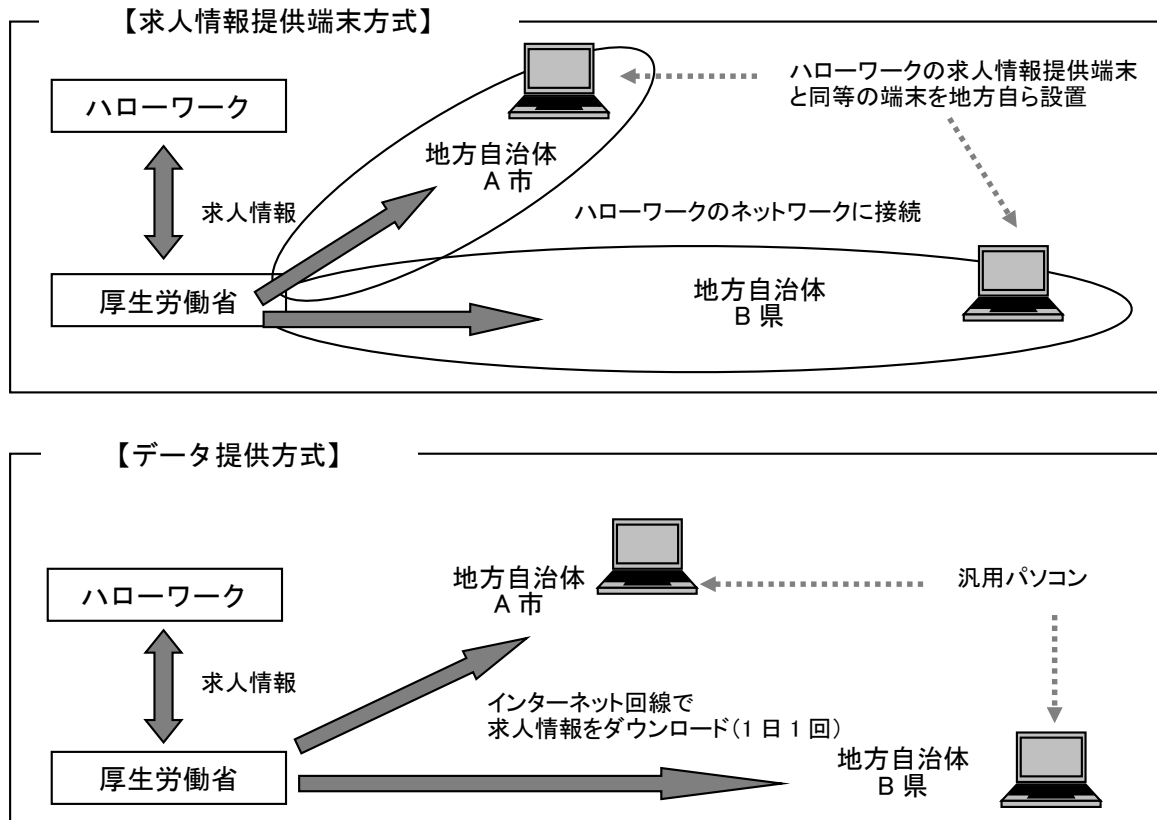 【求人情報提供端末方式】
ハローワーク
求人情報
厚生労働省
地方自治体
A 市
ハローワークの求人情報提供端末
と同等の端末を地方自ら設置
ハローワークのネットワークに接続
地方自治体
B 県
【データ提供方式】
ハローワーク
求人情報
厚生労働省
地方自治体
A 市
汎用パソコン
インターネット回線で
求人情報をダウンロード(1 日 1 回)
地方自治体
B 県